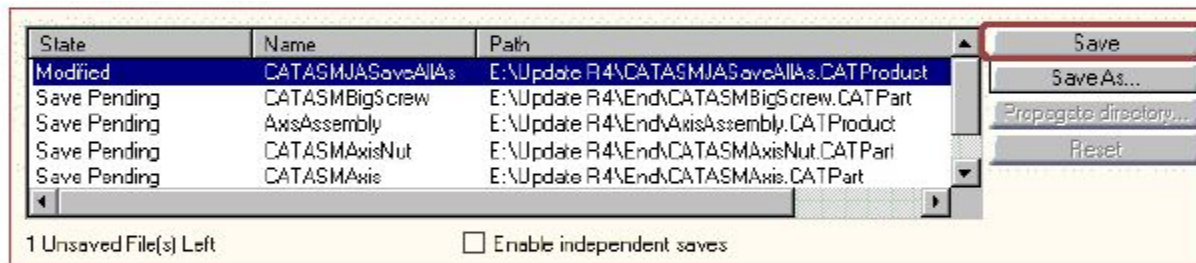 State Name Path Save
Modified CATASMJASaveAllAs E:\Update R4\CATASMJASaveAllAs.CATProduct Save As...
Save Pending CATASMBigScrew E:\Update R4\End\CATASMBigScrew.CATPart
Save Pending AxisAssembly E:\Update R4\End\AxisAssembly.CATProduct Propagate directory...
Save Pending CATASMAxisNut E:\Update R4\End\CATASMAxisNut.CATPart Reset
Save Pending CATASMAxis E:\Update R4\End\CATASMAxis.CATPart
1 Unsaved File(s) Left Enable independent saves